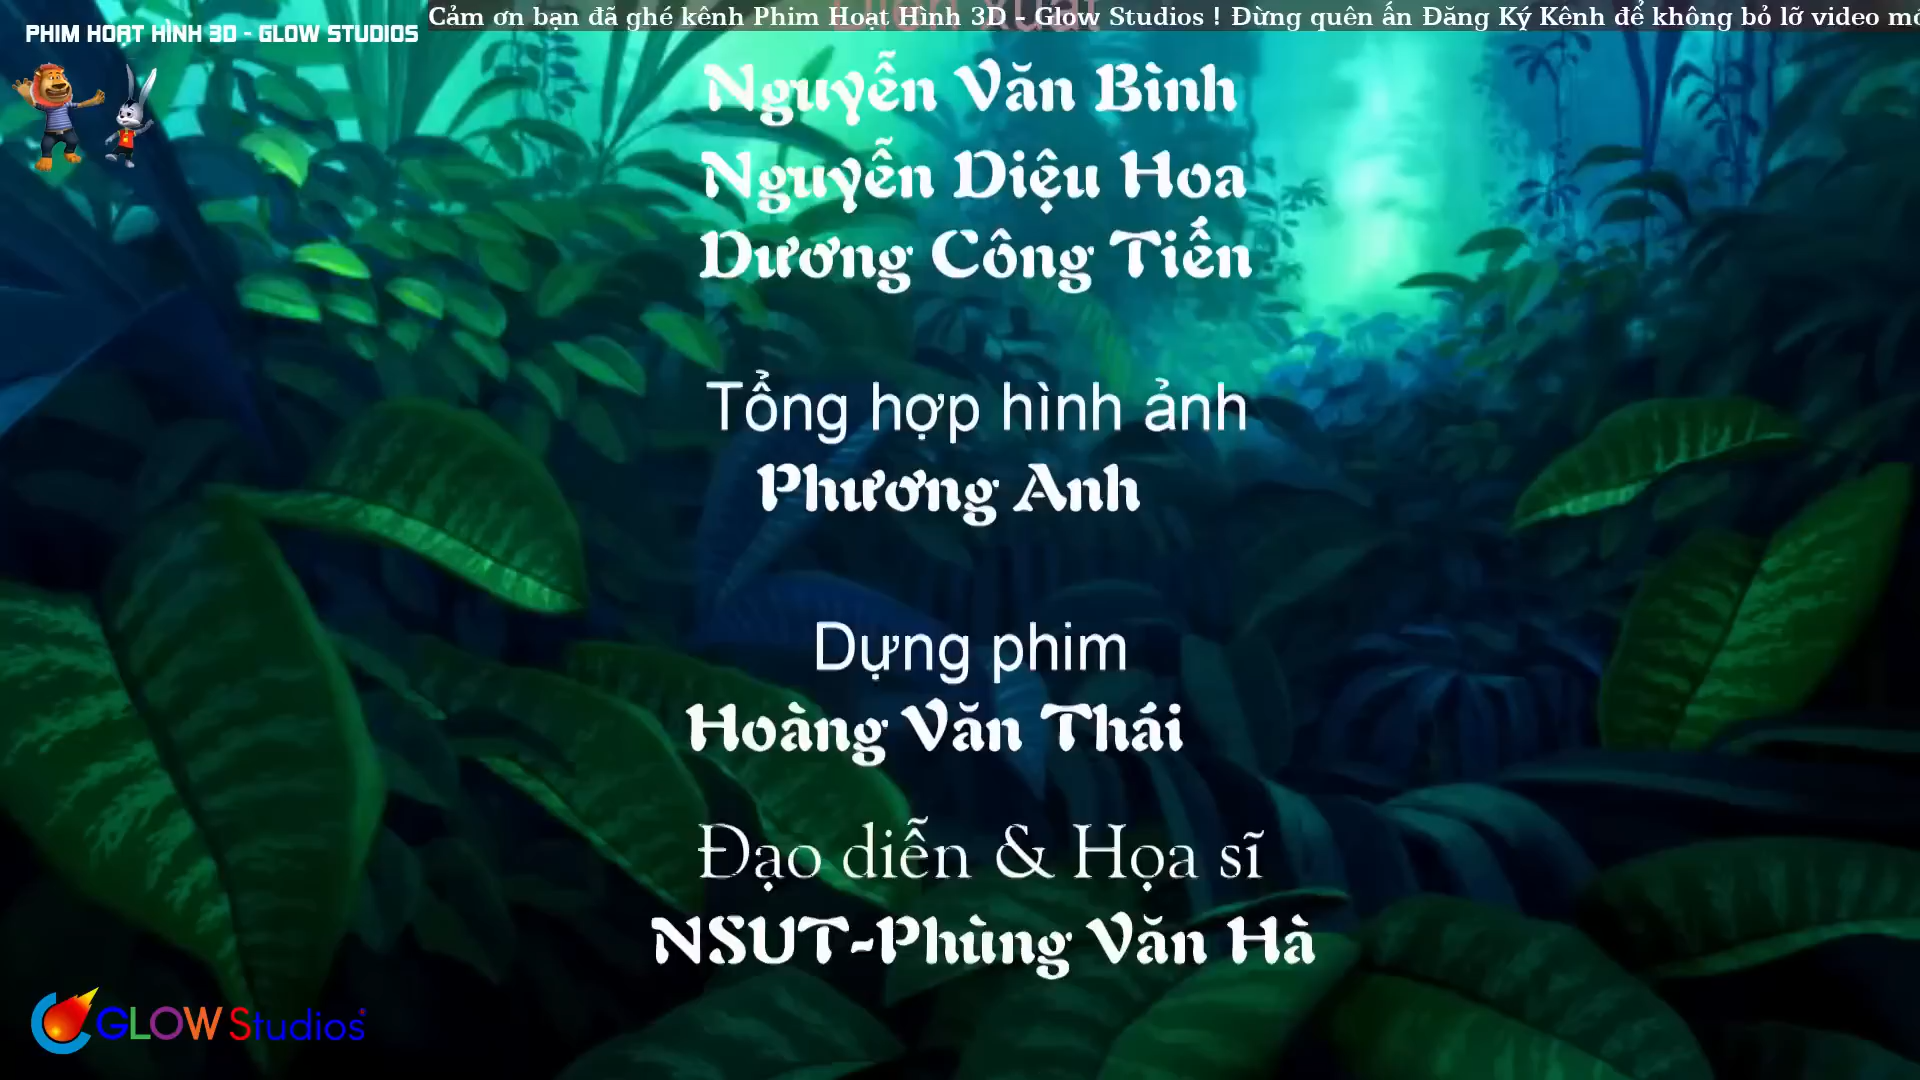 Cảm ơn bạn đã ghé kênh Phim Hoạt Hình 3D - Glow Studios ! Đừng quên ấn Đăng Ký Kênh để không bỏ lỡ video
PHIM HOẠT HÌNH 3D - GLOW STUDIOS
Nguyễn Văn Bình
Nguyễn Diệu Hoa
Dương Công Tiến
Tổng hợp hình ảnh
Phương Anh
Dựng phim
Hoàng Văn Thái
Đạo diễn & Họa sĩ
NSUT-Phùng Văn Hà
GLOW Studios